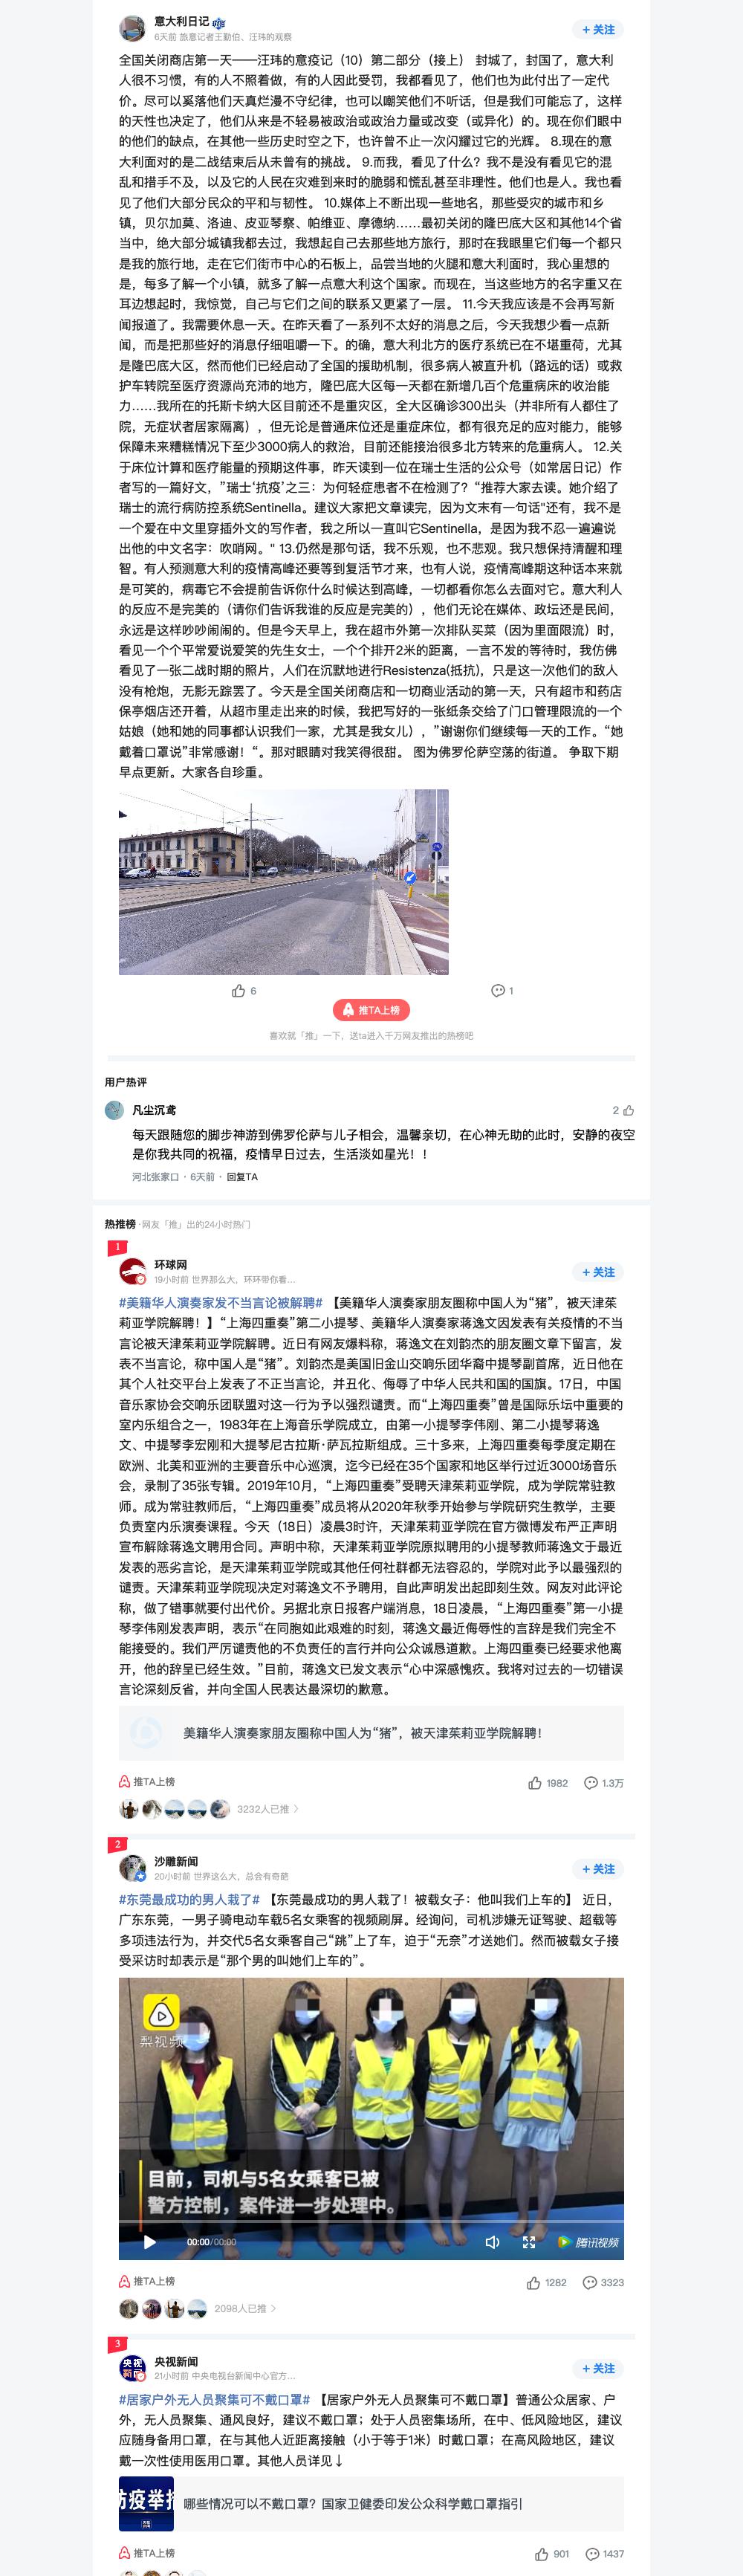 意大利日记
6天前 旅意记者王勤伯、汪玮的观察
+ 关注
全国关闭商店第一天——汪玮的意疫记（10）第二部分（接上） 封城了，封国了，意大利
人很不习惯，有的人不照着做，有的人因此受罚，我都看见了，他们也为此付出了一定代
价。尽可以奚落他们天真烂漫不守纪律，也可以嘲笑他们不听话，但是我们可能忘了，这样
的天性也决定了，他们从来是不轻易被政治或政治力量或改变（或异化）的。现在你们眼中
的他们的缺点，在其他一些历史时空之下，也许曾不止一次闪耀过它的光辉。 8.现在的意
大利面对的是二战结束后从未曾有的挑战。 9.而我，看见了什么？我不是没有看见它的混
乱和措手不及，以及它的人民在灾难到来时的脆弱和慌乱甚至非理性。他们也是人。我也看
见了他们大部分民众的平和与韧性。 10.媒体上不断出现一些地名，那些受灾的城市和乡
镇，贝尔加莫、洛迪、皮亚琴察、帕维亚、摩德纳……最初关闭的隆巴底大区和其他14个省
当中，绝大部分城镇我都去过，我想起自己去那些地方旅行，那时在我眼里它们每一个都只
是我的旅行地，走在它们街市中心的石板上，品尝当地的火腿和意大利面时，我心里想的
是，每多了解一个小镇，就多了解一点意大利这个国家。而现在，当这些地方的名字重又在
耳边想起时，我惊觉，自己与它们之间的联系又更紧了一层。 11.今天我应该是不会再写新
闻报道了。我需要休息一天。在昨天看了一系列不太好的消息之后，今天我想少看一点新
闻，而是把那些好的消息仔细咀嚼一下。的确，意大利北方的医疗系统已在不堪重荷，尤其
是隆巴底大区，然而他们已经启动了全国的援助机制，很多病人被直升机（路远的话）或救
护车转院至医疗资源尚充沛的地方，隆巴底大区每一天都在新增几百个危重病床的收治能
力……我所在的托斯卡纳大区目前还不是重灾区，全大区确诊300出头（并非所有人都住了
院，无症状者居家隔离），但无论是普通床位还是重症床位，都有很充足的应对能力，能够
保障未来糟糕情况下至少3000病人的救治，目前还能接治很多北方转来的危重病人。 12.关
于床位计算和医疗能量的预期这件事，昨天读到一位在瑞士生活的公众号（如常居日记）作
者写的一篇好文，”瑞士‘抗疫’之三：为何轻症患者不在检测了？“推荐大家去读。她介绍了
瑞士的流行病防控系统Sentinella。建议大家把文章读完，因为文末有一句话"还有，我不是
一个爱在中文里穿插外文的写作者，我之所以一直叫它Sentinella，是因为我不忍一遍遍说
出他的中文名字：吹哨网。" 13.仍然是那句话，我不乐观，也不悲观。我只想保持清醒和理
智。有人预测意大利的疫情高峰还要等到复活节才来，也有人说，疫情高峰期这种话本来就
是可笑的，病毒它不会提前告诉你什么时候达到高峰，一切都看你怎么去面对它。意大利人
的反应不是完美的（请你们告诉我谁的反应是完美的），他们无论在媒体、政坛还是民间，
永远是这样吵吵闹闹的。但是今天早上，我在超市外第一次排队买菜（因为里面限流）时，
看见一个个平常爱说爱笑的先生女士，一个个排开2米的距离，一言不发的等待时，我仿佛
看见了一张二战时期的照片，人们在沉默地进行Resistenza(抵抗)，只是这一次他们的敌人
没有枪炮，无影无踪罢了。今天是全国关闭商店和一切商业活动的第一天，只有超市和药店
保亭烟店还开着，从超市里走出来的时候，我把写好的一张纸条交给了门口管理限流的一个
姑娘（她和她的同事都认识我们一家，尤其是我女儿），”谢谢你们继续每一天的工作。“她
戴着口罩说”非常感谢！“。那对眼睛对我笑得很甜。 图为佛罗伦萨空荡的街道。 争取下期
早点更新。大家各自珍重。
6
1
推TA上榜
喜欢就「推」一下，送ta进入千万网友推出的热榜吧
用户热评
凡尘沉鸢
2
每天跟随您的脚步神游到佛罗伦萨与儿子相会，温馨亲切，在心神无助的此时，安静的夜空
是你我共同的祝福，疫情早日过去，生活淡如星光！！
河北张家口 · 6天前 · 回复TA
热推榜 ·网友「推」出的24小时热门
1
环球网
19小时前 世界那么大，环环带你看...
+ 关注
#美籍华人演奏家发不当言论被解聘# 【美籍华人演奏家朋友圈称中国人为“猪”，被天津茱
莉亚学院解聘！】“上海四重奏”第二小提琴、美籍华人演奏家蒋逸文因发表有关疫情的不当
言论被天津茱莉亚学院解聘。近日有网友爆料称，蒋逸文在刘韵杰的朋友圈文章下留言，发
表不当言论，称中国人是“猪”。刘韵杰是美国旧金山交响乐团华裔中提琴副首席，近日他在
其个人社交平台上发表了不正当言论，并丑化、侮辱了中华人民共和国的国旗。17日，中国
音乐家协会交响乐团联盟对这一行为予以强烈谴责。而“上海四重奏”曾是国际乐坛中重要的
室内乐组合之一，1983年在上海音乐学院成立，由第一小提琴李伟刚、第二小提琴蒋逸
文、中提琴李宏刚和大提琴尼古拉斯·萨瓦拉斯组成。三十多来，上海四重奏每季度定期在
欧洲、北美和亚洲的主要音乐中心巡演，迄今已经在35个国家和地区举行过近3000场音乐
会，录制了35张专辑。2019年10月，“上海四重奏”受聘天津茱莉亚学院，成为学院常驻教
师。成为常驻教师后，“上海四重奏”成员将从2020年秋季开始参与学院研究生教学，主要
负责室内乐演奏课程。今天（18日）凌晨3时许，天津茱莉亚学院在官方微博发布严正声明
宣布解除蒋逸文聘用合同。声明中称，天津茱莉亚学院原拟聘用的小提琴教师蒋逸文于最近
发表的恶劣言论，是天津茱莉亚学院或其他任何社群都无法容忍的，学院对此予以最强烈的
谴责。天津茱莉亚学院现决定对蒋逸文不予聘用，自此声明发出起即刻生效。网友对此评论
称，做了错事就要付出代价。另据北京日报客户端消息，18日凌晨，“上海四重奏”第一小提
琴李伟刚发表声明，表示“在同胞如此艰难的时刻，蒋逸文最近侮辱性的言辞是我们完全不
能接受的。我们严厉谴责他的不负责任的言行并向公众诚恳道歉。上海四重奏已经要求他离
开，他的辞呈已经生效。”目前，蒋逸文已发文表示“心中深感愧疚。我将对过去的一切错误
言论深刻反省，并向全国人民表达最深切的歉意。
美籍华人演奏家朋友圈称中国人为“猪”，被天津茱莉亚学院解聘！
推TA上榜
1982
1.3万
3232人已推
2
沙雕新闻
20小时前 世界这么大，总会有奇葩
+ 关注
#东莞最成功的男人栽了# 【东莞最成功的男人栽了！被载女子：他叫我们上车的】 近日，
广东东莞，一男子骑电动车载5名女乘客的视频刷屏。经询问，司机涉嫌无证驾驶、超载等
多项违法行为，并交代5名女乘客自己“跳”上了车，迫于“无奈”才送她们。然而被载女子接
受采访时却表示是“那个男的叫她们上车的”。
梨视频
目前，司机与5名女乘客已被
警方控制，案件进一步处理中。
00:00/00:00
腾讯视频
推TA上榜
1282
3323
2098人已推
3
央视新闻
21小时前 中央电视台新闻中心官方...
+ 关注
#居家户外无人员聚集可不戴口罩# 【居家户外无人员聚集可不戴口罩】普通公众居家、户
外，无人员聚集、通风良好，建议不戴口罩；处于人员密集场所，在中、低风险地区，建议
应随身备用口罩，在与其他人近距离接触（小于等于1米）时戴口罩；在高风险地区，建议
戴一次性使用医用口罩。其他人员详见↓
防疫举措
哪些情况可以不戴口罩？国家卫健委印发公众科学戴口罩指引
推TA上榜
901
1437